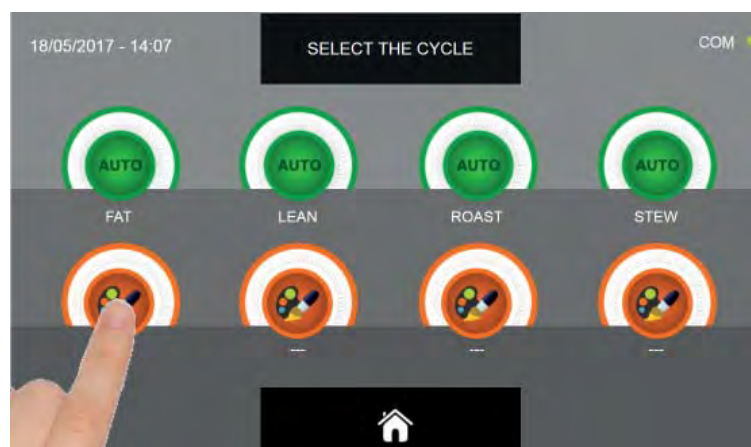 18/05/2017 - 14:07
SELECT THE CYCLE
COM
AUTO AUTO AUTO AUTO
FAT LEAN ROAST STEW
--- --- ---